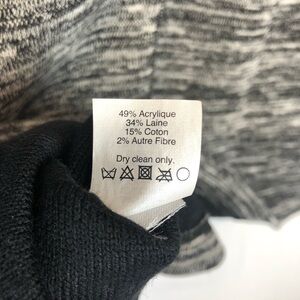 49% Acrylique
34% Laine
15% Coton
2% Autre Fibre
Dry clean only.